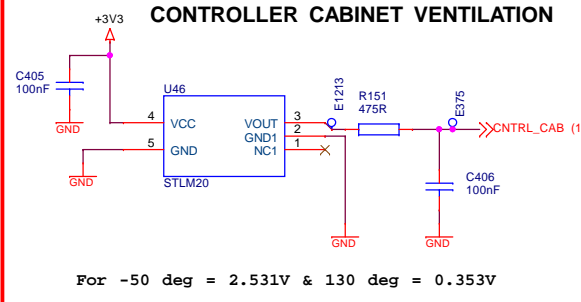 CONTROLLER CABINET VENTILATION
+3V3
C405
100nF
GND
U46
4
VCC
5
GND
VOUT
3
GND1
2
NC1
1
STLM20
GND
E1213
R151
475R
E375
CNTRL_CAB (1
C406
100nF
GND
GND
For -50 deg = 2.531V & 130 deg = 0.353V